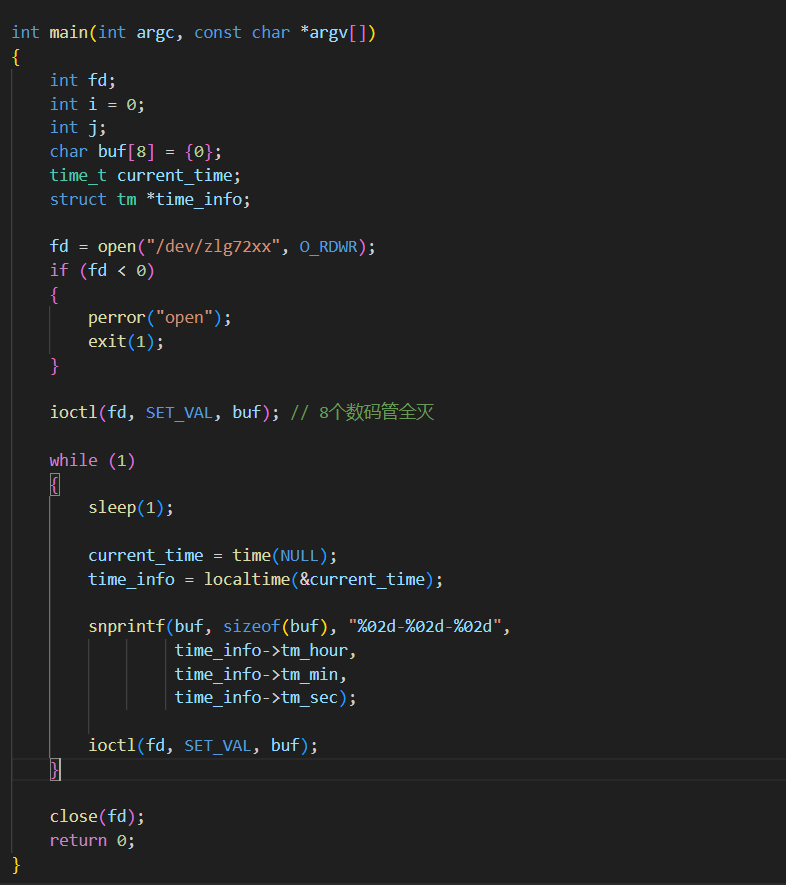 int main(int argc, const char *argv[])
{
    int fd;
    int i = 0;
    int j;
    char buf[8] = {0};
    time_t current_time;
    struct tm *time_info;

    fd = open("/dev/zlg72xx", O_RDWR);
    if (fd < 0)
    {
        perror("open");
        exit(1);
    }

    ioctl(fd, SET_VAL, buf); // 8个数码管全灭

    while (1)
    {
        sleep(1);

        current_time = time(NULL);
        time_info = localtime(&current_time);

        snprintf(buf, sizeof(buf), "%02d-%02d-%02d",
                 time_info->tm_hour,
                 time_info->tm_min,
                 time_info->tm_sec);

        ioctl(fd, SET_VAL, buf);
    }

    close(fd);
    return 0;
}